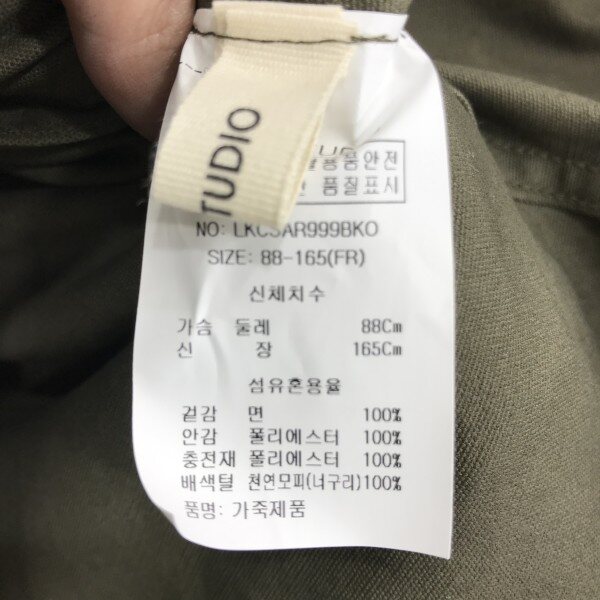 TUDIO
용품안전
품질표시
NO: LKCSAR999BKO
SIZE: 88-165(FR)
신체치수
가슴 둘레 88Cm
신 장 165Cm
섬유혼용율
겉감 면 100%
안감 폴리에스터 100%
충전재 폴리에스터 100%
배색털 천연모피(너구리)100%
품명: 가죽제품